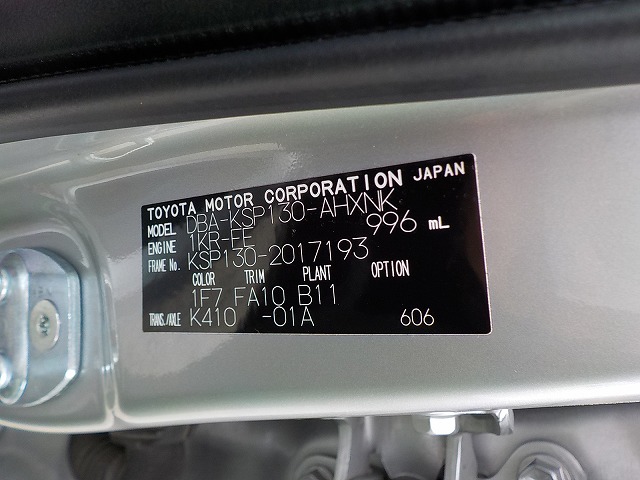 TOYOTA MOTOR CORPORATION JAPAN
MODEL DBA-KSP130-AHXNK
ENGINE 1KR-FE 996 mL
FRAME No. KSP130-2017193
COLOR TRIM PLANT OPTION
1F7 FA10 B11
TRANS./AXLE K410 -01A 606